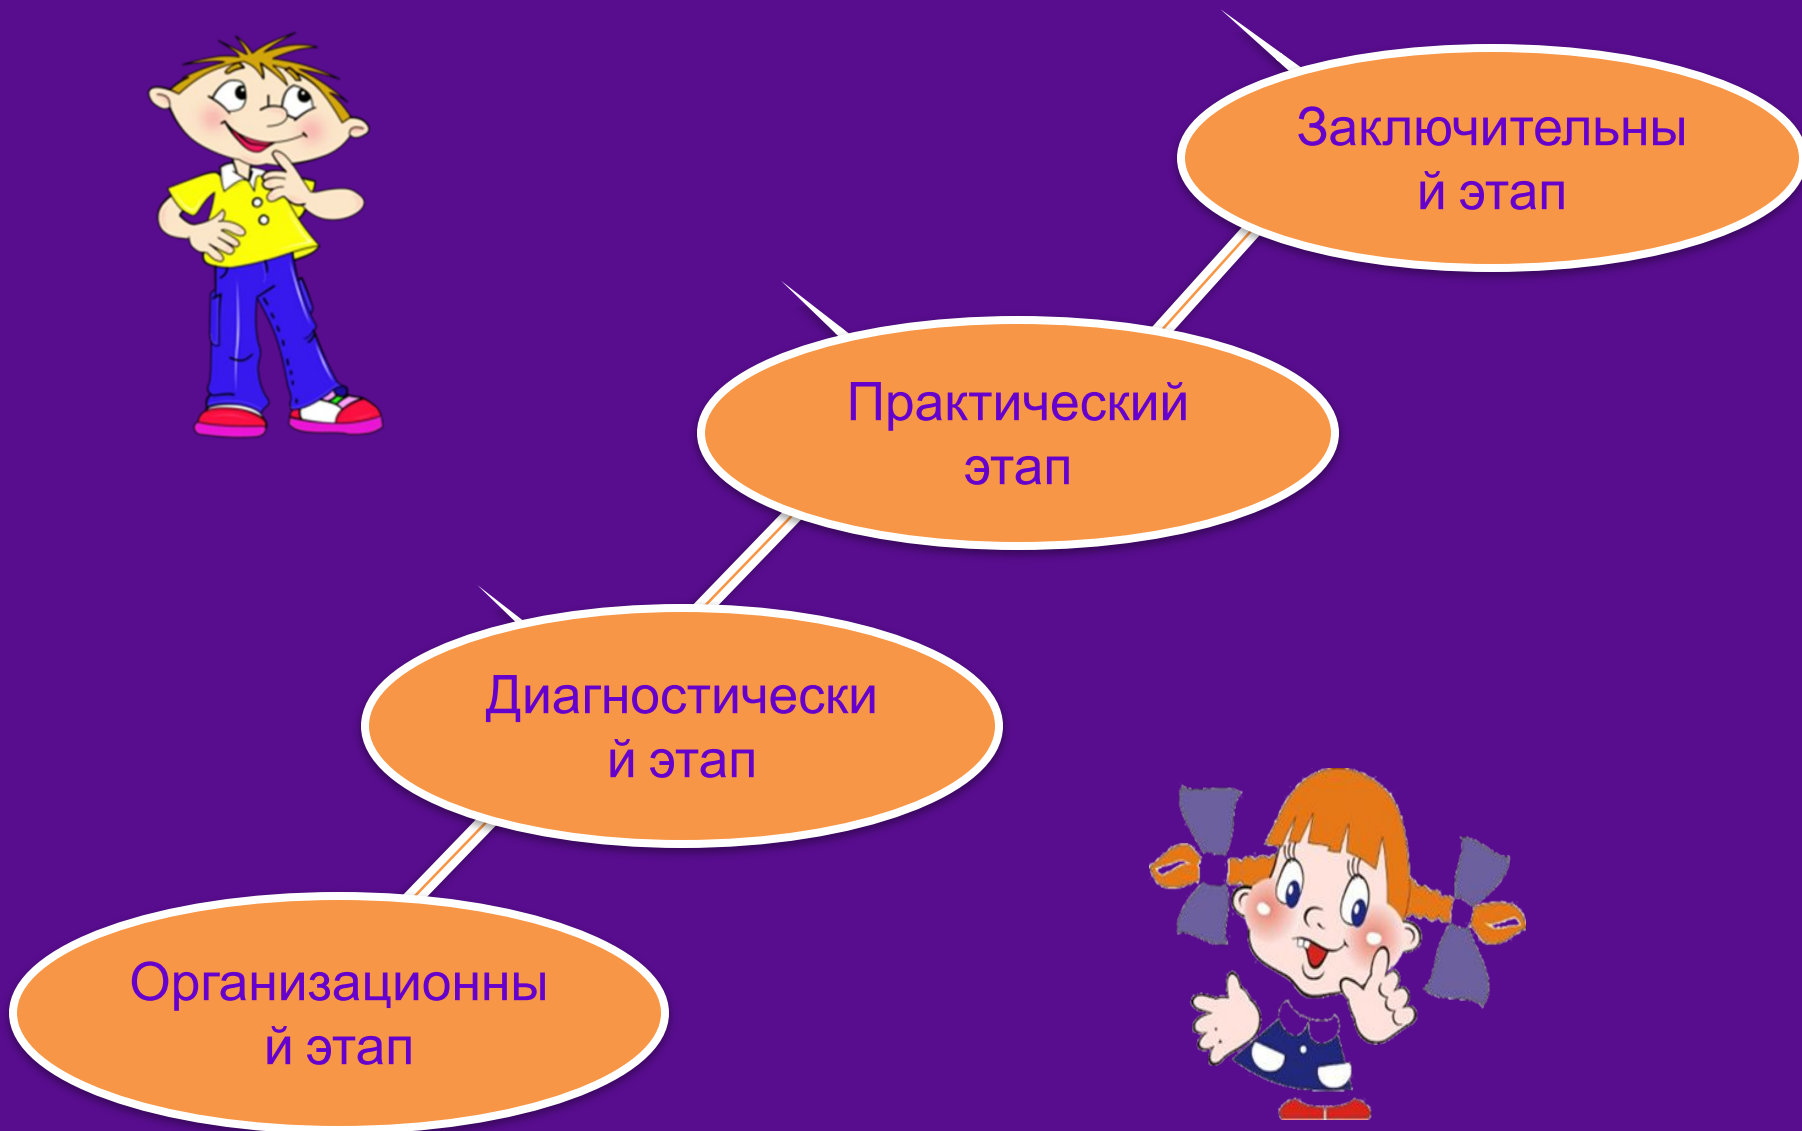 Заключительны
й этап
Практический
этап
Диагностически
й этап
Организационны
й этап